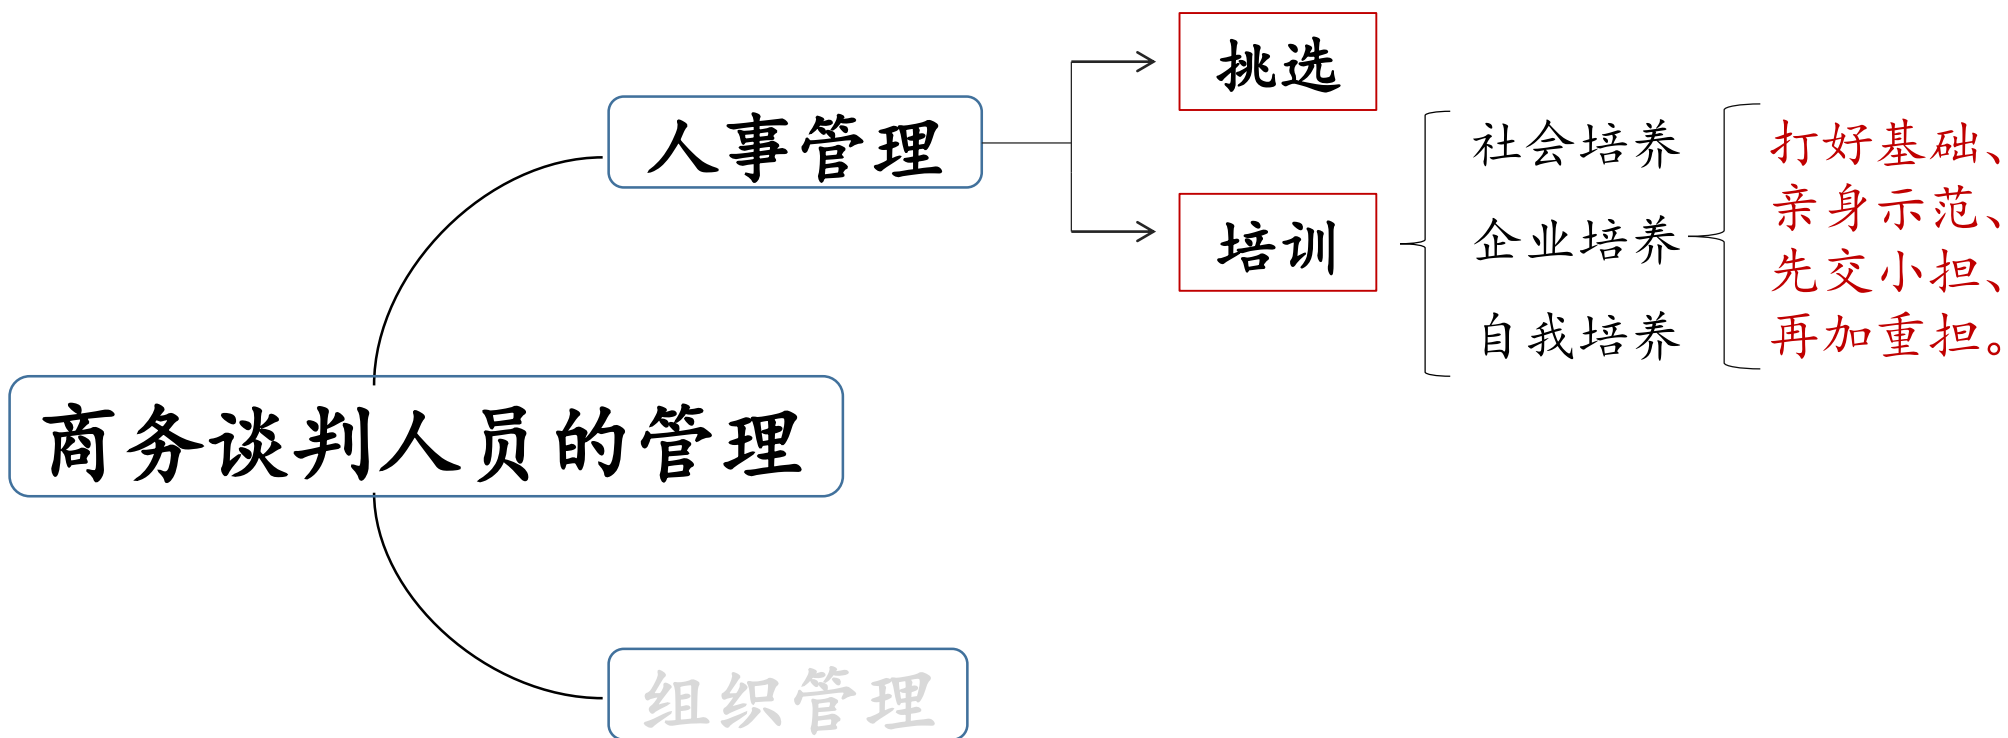 挑选
人事管理
社会培养
打好基础、
亲身示范、
培训
企业培养
先交小担、
自我培养
再加重担。
商务谈判人员的管理
组织管理